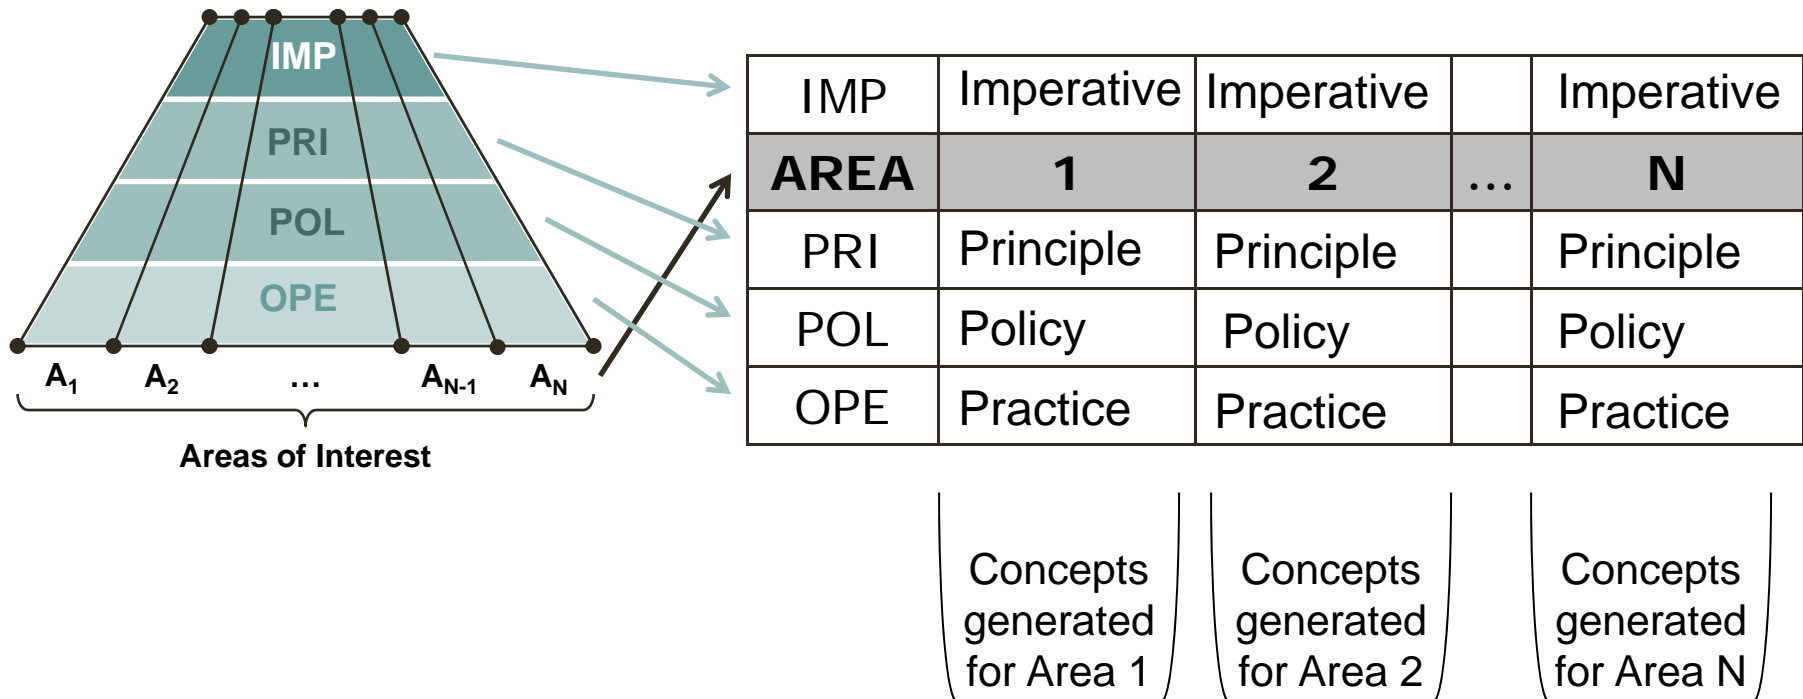 IMP
PRI
POL
OPE
A1 A2 … AN-1 AN
Areas of Interest
IMP Imperative Imperative Imperative
AREA 1 2 ... N
PRI Principle Principle Principle
POL Policy Policy Policy
OPE Practice Practice Practice
Concepts
generated
for Area 1
Concepts
generated
for Area 2
Concepts
generated
for Area N